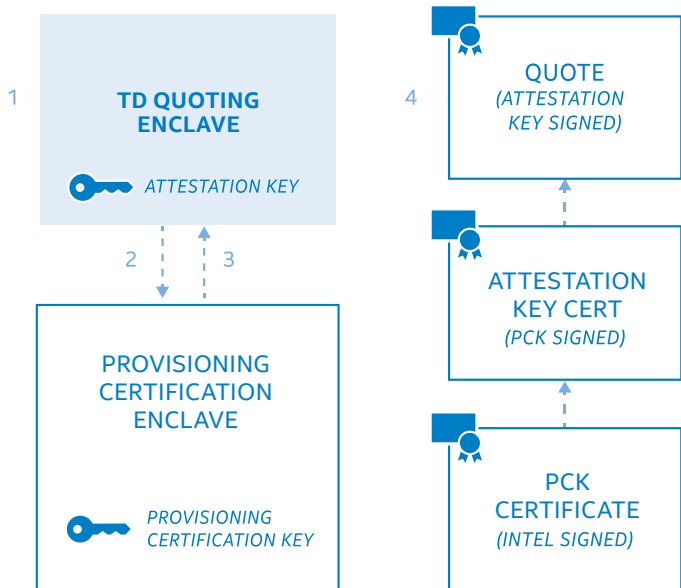 1
TD QUOTING
ENCLAVE
ATTESTATION KEY
2
3
PROVISIONING
CERTIFICATION
ENCLAVE
PROVISIONING
CERTIFICATION KEY
4
QUOTE
(ATTESTATION
KEY SIGNED)
ATTESTATION
KEY CERT
(PCK SIGNED)
PCK
CERTIFICATE
(INTEL SIGNED)